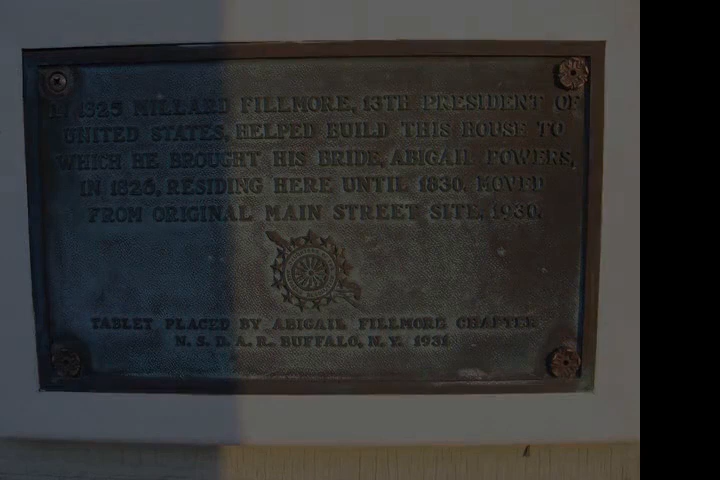 IN 1825 MILLARD FILLMORE, 13TH PRESIDENT OF
UNITED STATES, HELPED BUILD THIS HOUSE TO
WHICH HE BROUGHT HIS BRIDE, ABIGAIL POWERS,
IN 1826, RESIDING HERE UNTIL 1830. MOVED
FROM ORIGINAL MAIN STREET SITE, 1930.
TABLET PLACED BY ABIGAIL FILLMORE CHAPTER
N. S. D. A. R., BUFFALO, N. Y. 1931